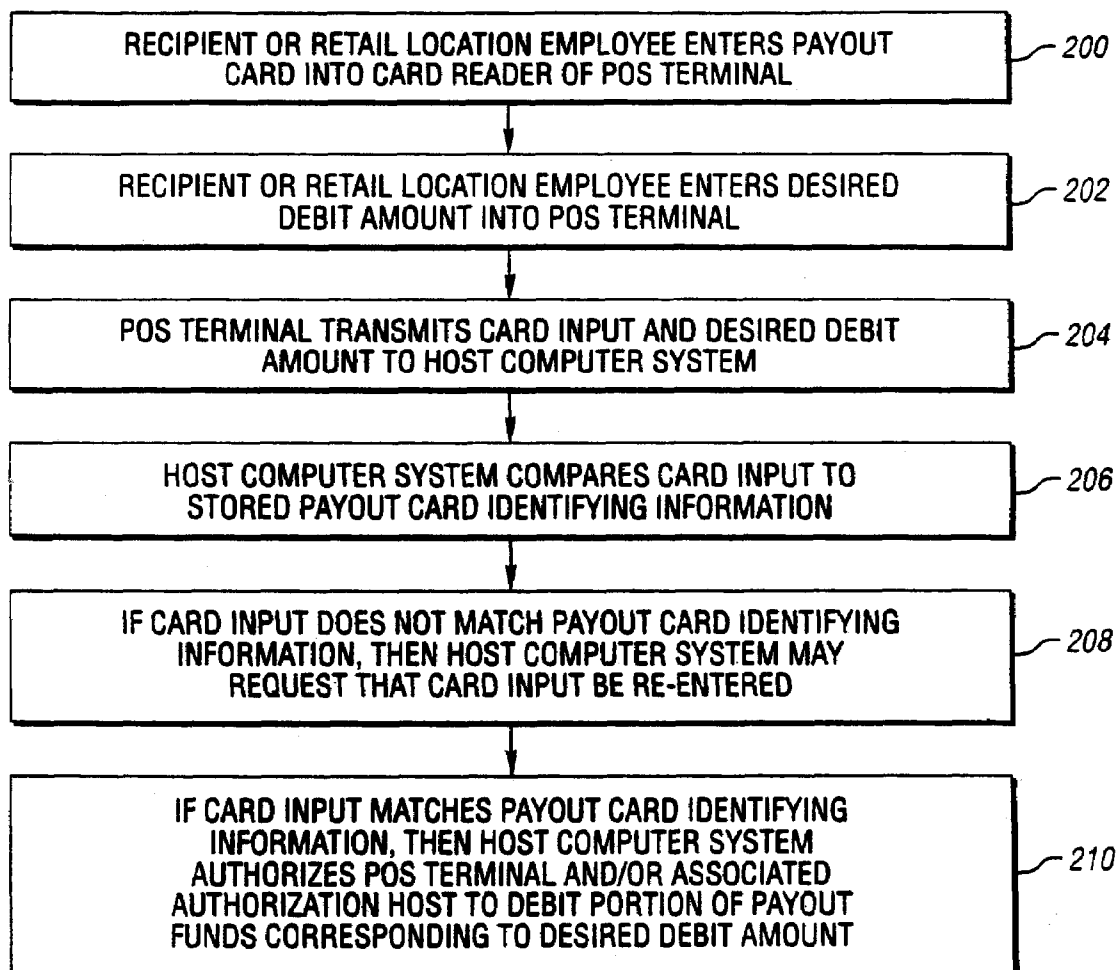 RECIPIENT OR RETAIL LOCATION EMPLOYEE ENTERS PAYOUT
CARD INTO CARD READER OF POS TERMINAL
200
RECIPIENT OR RETAIL LOCATION EMPLOYEE ENTERS DESIRED
DEBIT AMOUNT INTO POS TERMINAL
202
POS TERMINAL TRANSMITS CARD INPUT AND DESIRED DEBIT
AMOUNT TO HOST COMPUTER SYSTEM
204
HOST COMPUTER SYSTEM COMPARES CARD INPUT TO
STORED PAYOUT CARD IDENTIFYING INFORMATION
206
IF CARD INPUT DOES NOT MATCH PAYOUT CARD IDENTIFYING
INFORMATION, THEN HOST COMPUTER SYSTEM MAY
REQUEST THAT CARD INPUT BE RE-ENTERED
208
IF CARD INPUT MATCHES PAYOUT CARD IDENTIFYING
INFORMATION, THEN HOST COMPUTER SYSTEM
AUTHORIZES POS TERMINAL AND/OR ASSOCIATED
AUTHORIZATION HOST TO DEBIT PORTION OF PAYOUT
FUNDS CORRESPONDING TO DESIRED DEBIT AMOUNT
210